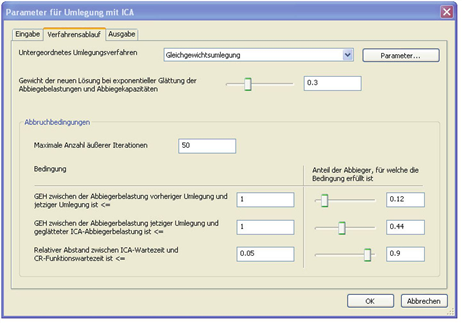 Parameter für Umlegung mit ICA
Eingabe Verfahrensablauf Ausgabe
Untergeordnetes Umlegungsverfahren Gleichgewichtsumlegung Parameter...
Gewicht der neuen Lösung bei exponentieller Glättung der
Abbiegebelastungen und Abbiegekapazitäten 0.3
Abbruchbedingungen
Maximale Anzahl äußerer Iterationen 50
Bedingung Anteil der Abbieger, für welche die
Bedingung erfüllt ist
GEH zwischen der Abbiegerbelastung vorheriger Umlegung und
jetziger Umlegung ist <= 1 0.12
GEH zwischen der Abbiegerbelastung jetziger Umlegung und
geglätteter ICA-Abbiegerbelastung ist <= 1 0.44
Relativer Abstand zwischen ICA-Wartezeit und
CR-Funktionswartezeit ist <= 0.05 0.9
OK Abbrechen